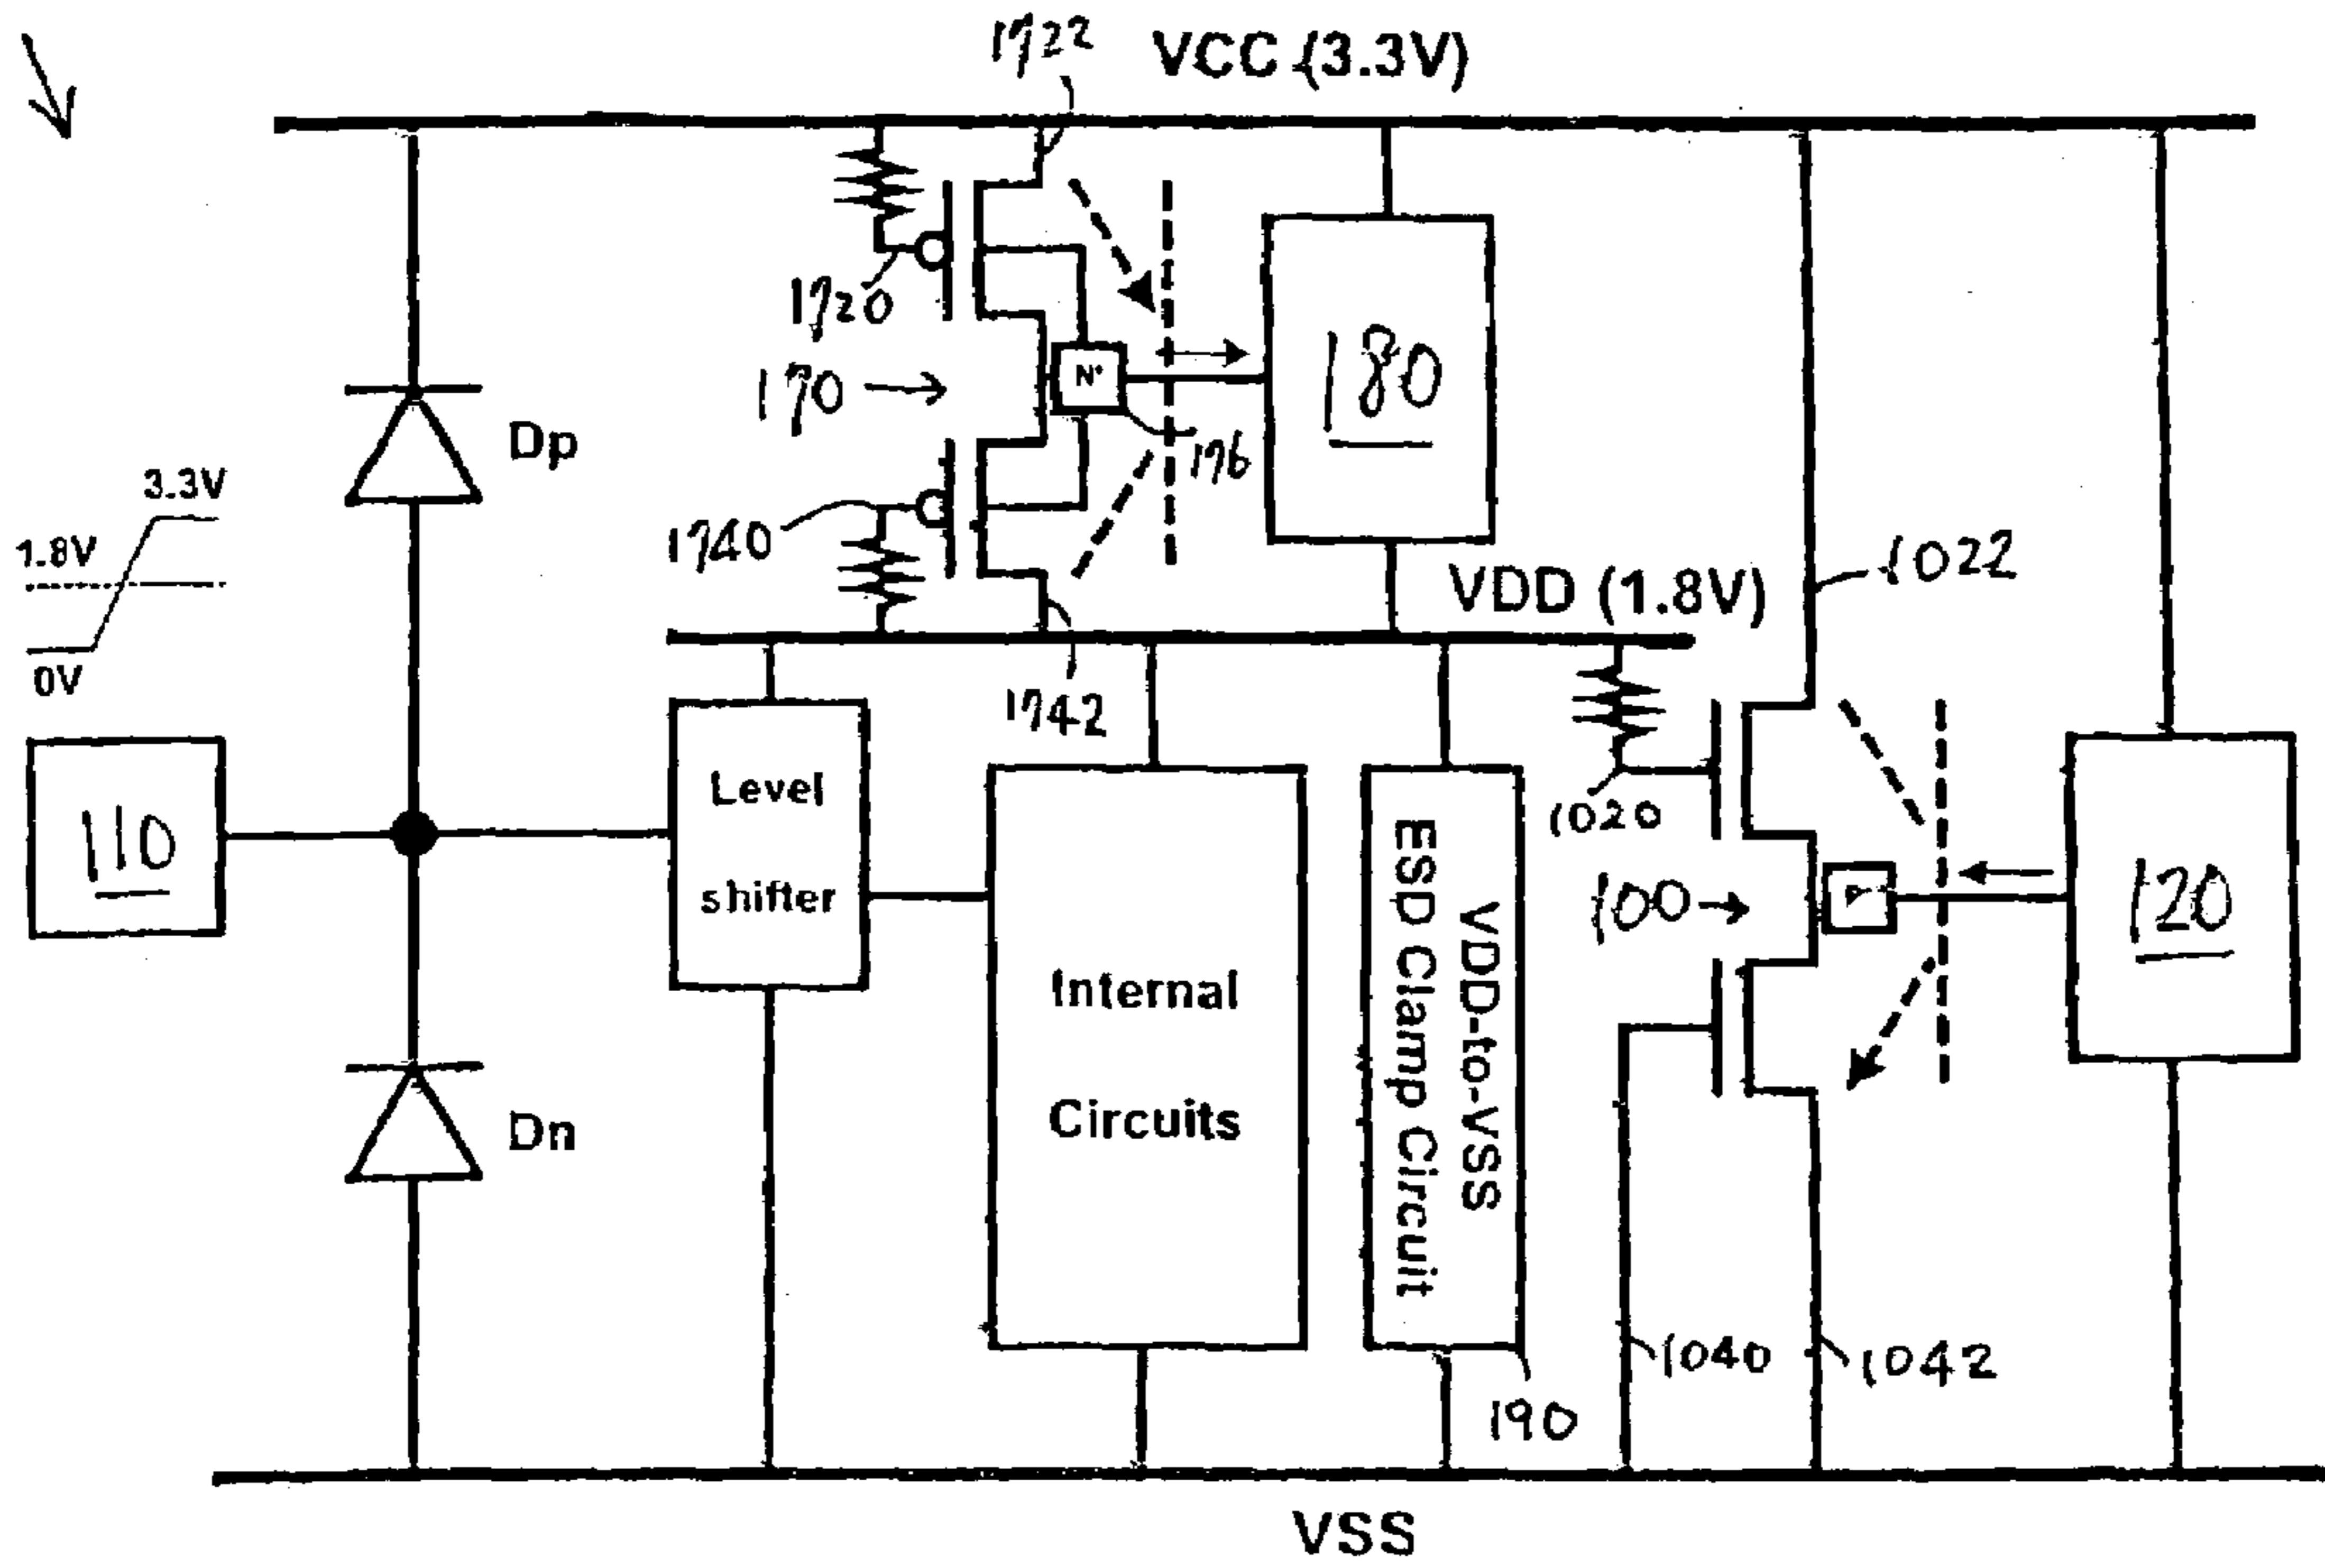 1722
VCC (3.3V)
1720
170
N+
176
180
Dp
3.3V
1.8V
0V
1740
VDD (1.8V)
1022
1742
110
Level
shifter
1020
100
120
Internal
Circuits
VDD-to-VSS
ESD Clamp Circuit
Dn
1040
1042
190
VSS